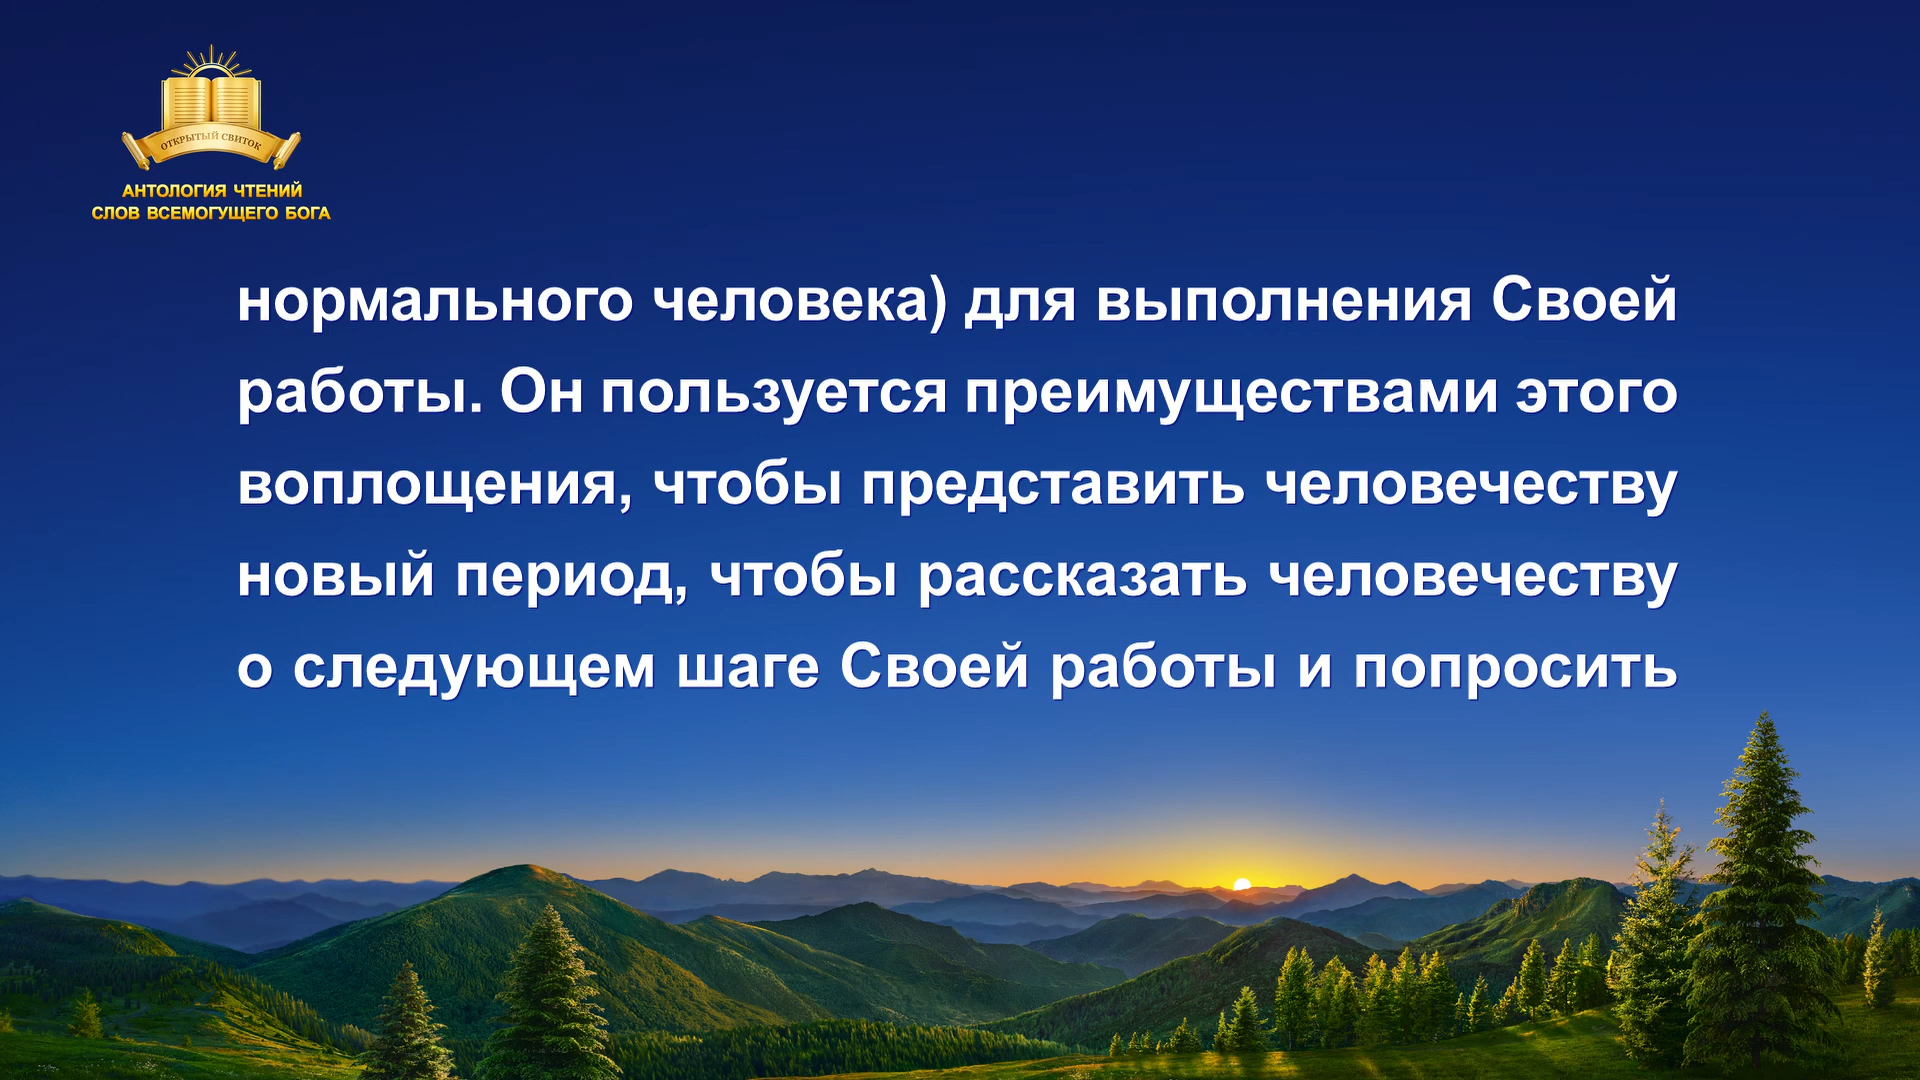 ОТКРЫТЫЙ СВИТОК
АНТОЛОГИЯ ЧТЕНИЙ
СЛОВ ВСЕМОГУЩЕГО БОГА
нормального человека) для выполнения Своей
работы. Он пользуется преимуществами этого
воплощения, чтобы представить человечеству
новый период, чтобы рассказать человечеству
о следующем шаге Своей работы и попросить